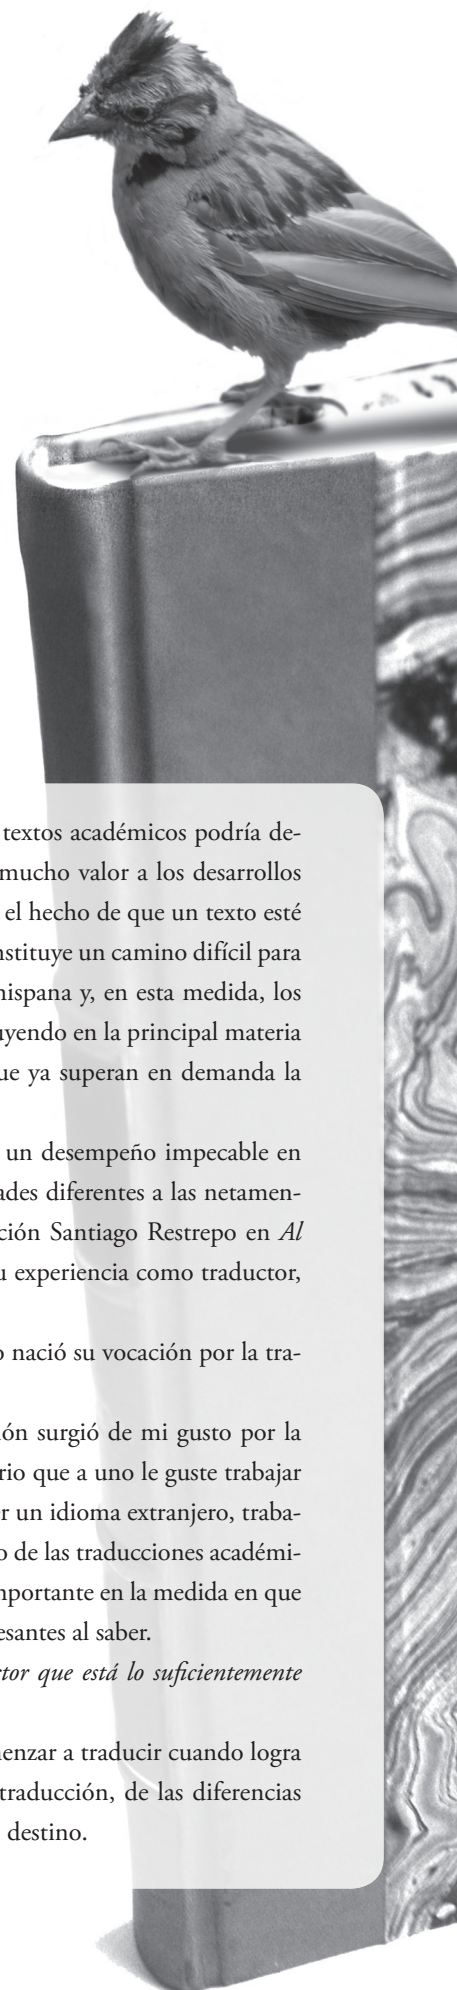 textos académicos podría de-
mucho valor a los desarrollos
el hecho de que un texto esté
nstituye un camino difícil para
hispana y, en esta medida, los
uyendo en la principal materia
ue ya superan en demanda la
un desempeño impecable en
ades diferentes a las netamen-
ción Santiago Restrepo en Al
u experiencia como traductor,
o nació su vocación por la tra-
ión surgió de mi gusto por la
rio que a uno le guste trabajar
er un idioma extranjero, traba-
o de las traducciones académi-
mportante en la medida en que
esantes al saber.
ctor que está lo suficientemente
menzar a traducir cuando logra
traducción, de las diferencias
destino.